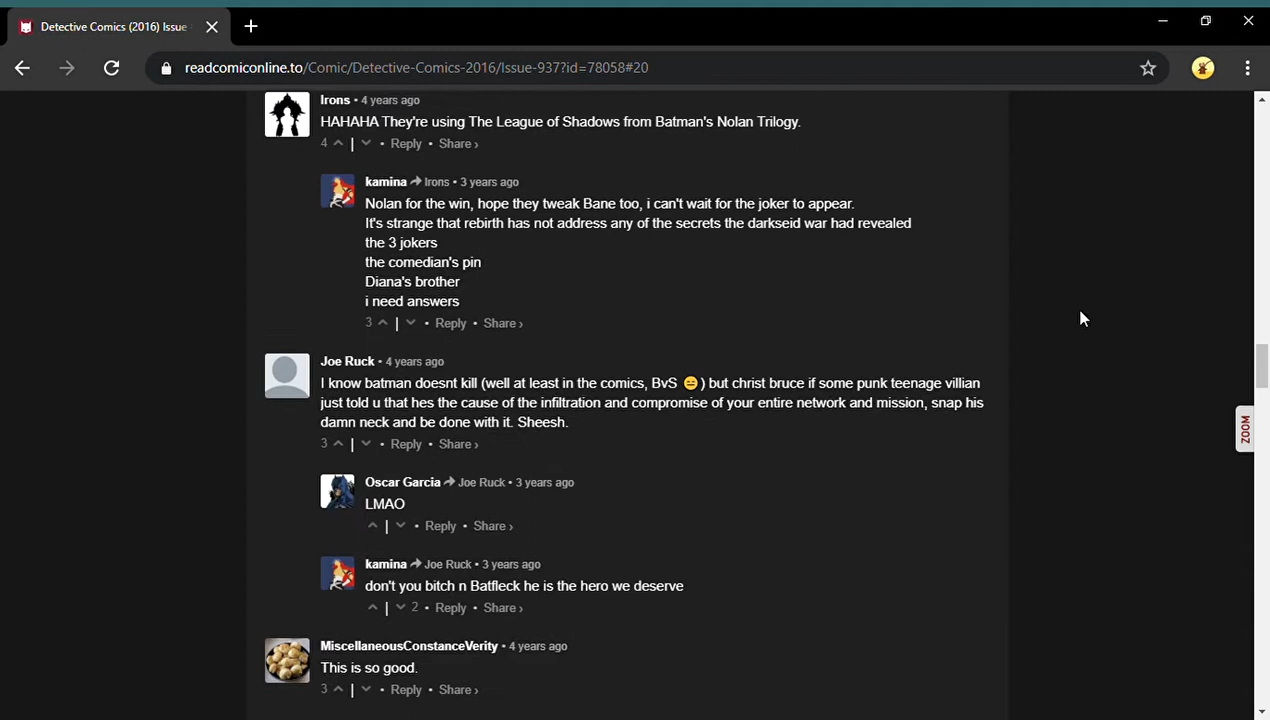 Detective Comics (2016) Issue
readcomiconline.to/Comic/Detective-Comics-2016/Issue-937?id=78058#20
Irons • 4 years ago
HAHAHA They're using The League of Shadows from Batman's Nolan Trilogy.
4 | • Reply • Share ›
kamina Irons • 3 years ago
Nolan for the win, hope they tweak Bane too, i can't wait for the joker to appear.
It's strange that rebirth has not address any of the secrets the darkseid war had revealed
the 3 jokers
the comedian's pin
Diana's brother
i need answers
3 | • Reply • Share ›
Joe Ruck • 4 years ago
I know batman doesnt kill (well at least in the comics, BvS 😑 ) but christ bruce if some punk teenage villian
just told u that hes the cause of the infiltration and compromise of your entire network and mission, snap his
damn neck and be done with it. Sheesh.
3 | • Reply • Share ›
ZOOM
Oscar Garcia Joe Ruck • 3 years ago
LMAO
| • Reply • Share ›
kamina Joe Ruck • 3 years ago
don't you bitch n Batfleck he is the hero we deserve
| 2 • Reply • Share ›
MiscellaneousConstanceVerity • 4 years ago
This is so good.
3 | • Reply • Share ›